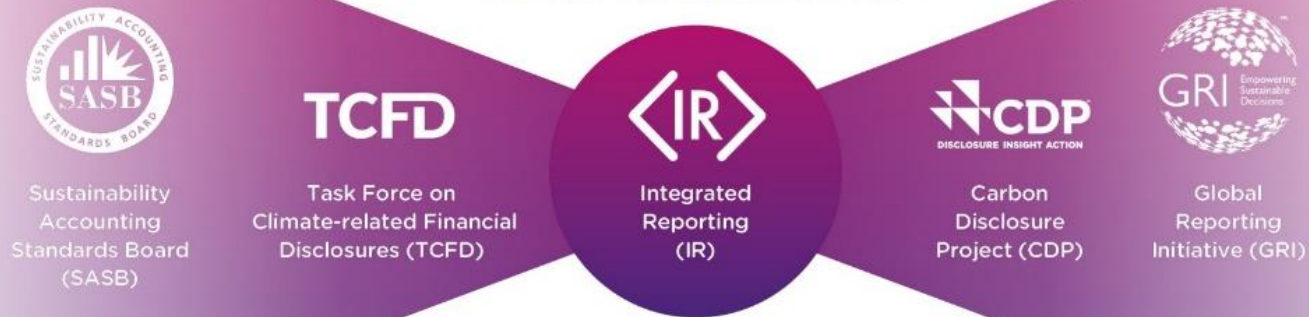 SUSTAINABILITY ACCOUNTING
SASB
STANDARDS BOARD
Sustainability
Accounting
Standards Board
(SASB)
TCFD
Task Force on
Climate-related Financial
Disclosures (TCFD)
<IR>
Integrated
Reporting
(IR)
CDP
DISCLOSURE INSIGHT ACTION
Carbon
Disclosure
Project (CDP)
GRI
Empowering
Sustainable
Decisions
Global
Reporting
Initiative (GRI)